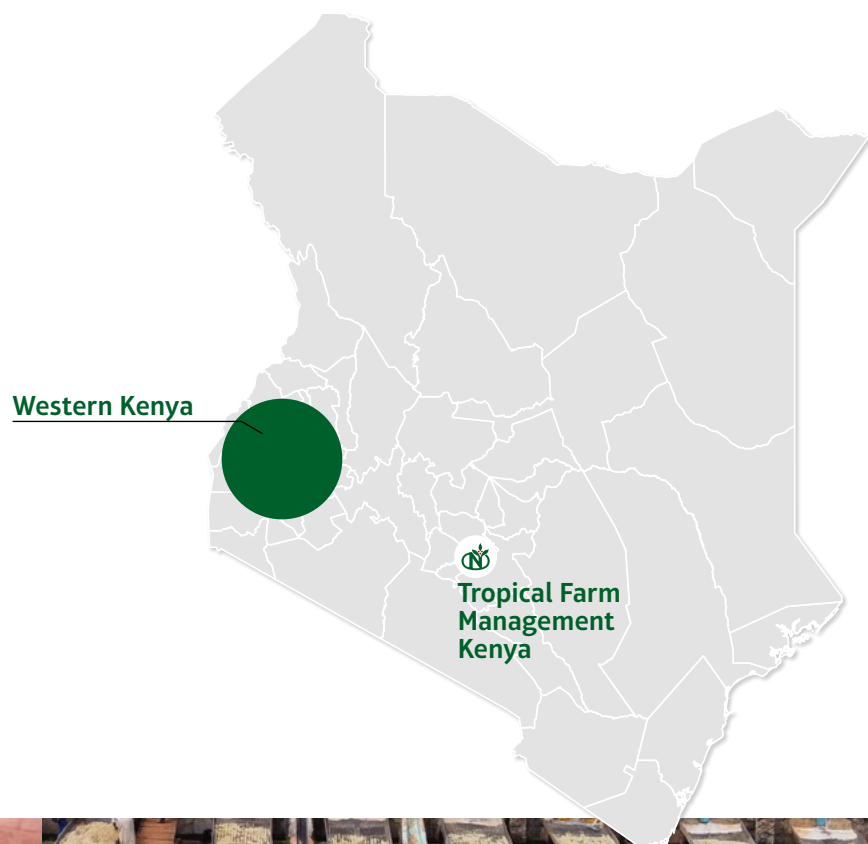 Western Kenya
N
Tropical Farm
Management
Kenya